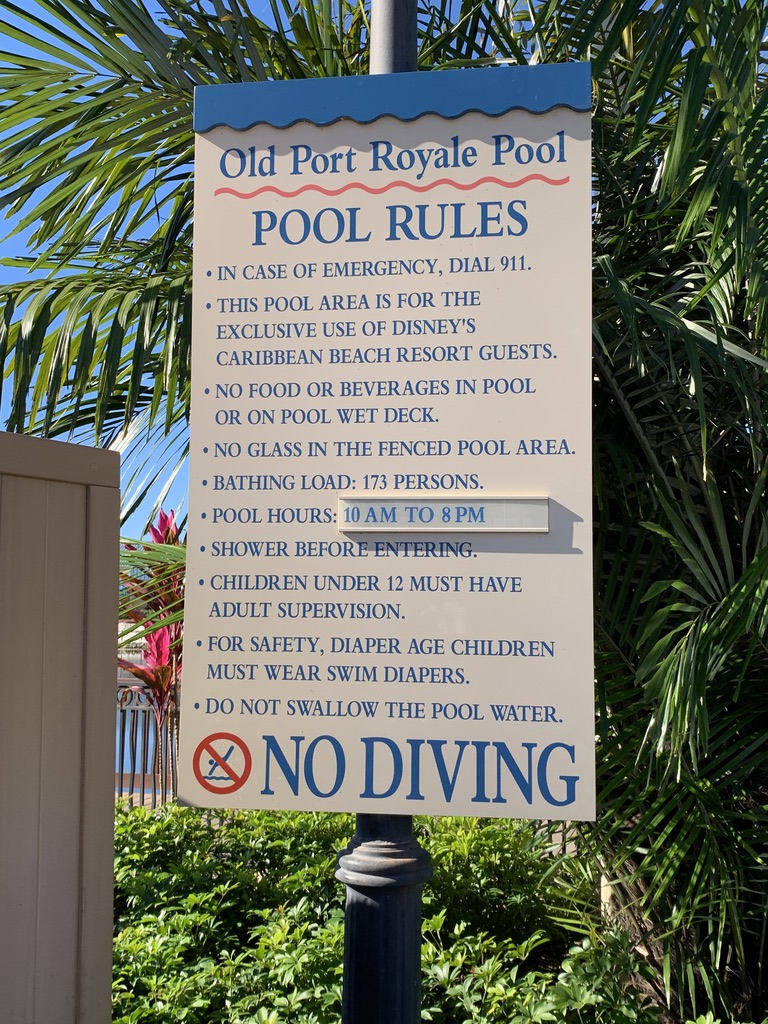 Old Port Royale Pool
POOL RULES
• IN CASE OF EMERGENCY, DIAL 911.
• THIS POOL AREA IS FOR THE
EXCLUSIVE USE OF DISNEY'S
CARIBBEAN BEACH RESORT GUESTS.
• NO FOOD OR BEVERAGES IN POOL
OR ON POOL WET DECK.
• NO GLASS IN THE FENCED POOL AREA.
• BATHING LOAD: 173 PERSONS.
• POOL HOURS: 10 AM TO 8 PM
• SHOWER BEFORE ENTERING.
• CHILDREN UNDER 12 MUST HAVE
ADULT SUPERVISION.
• FOR SAFETY, DIAPER AGE CHILDREN
MUST WEAR SWIM DIAPERS.
• DO NOT SWALLOW THE POOL WATER.
NO DIVING